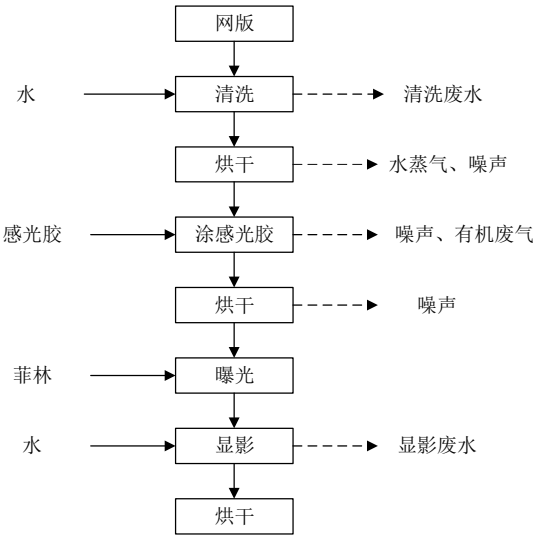 网版
水 清洗 清洗废水
烘干 水蒸气、噪声
感光胶 涂感光胶 噪声、有机废气
烘干 噪声
菲林 曝光
水 显影 显影废水
烘干